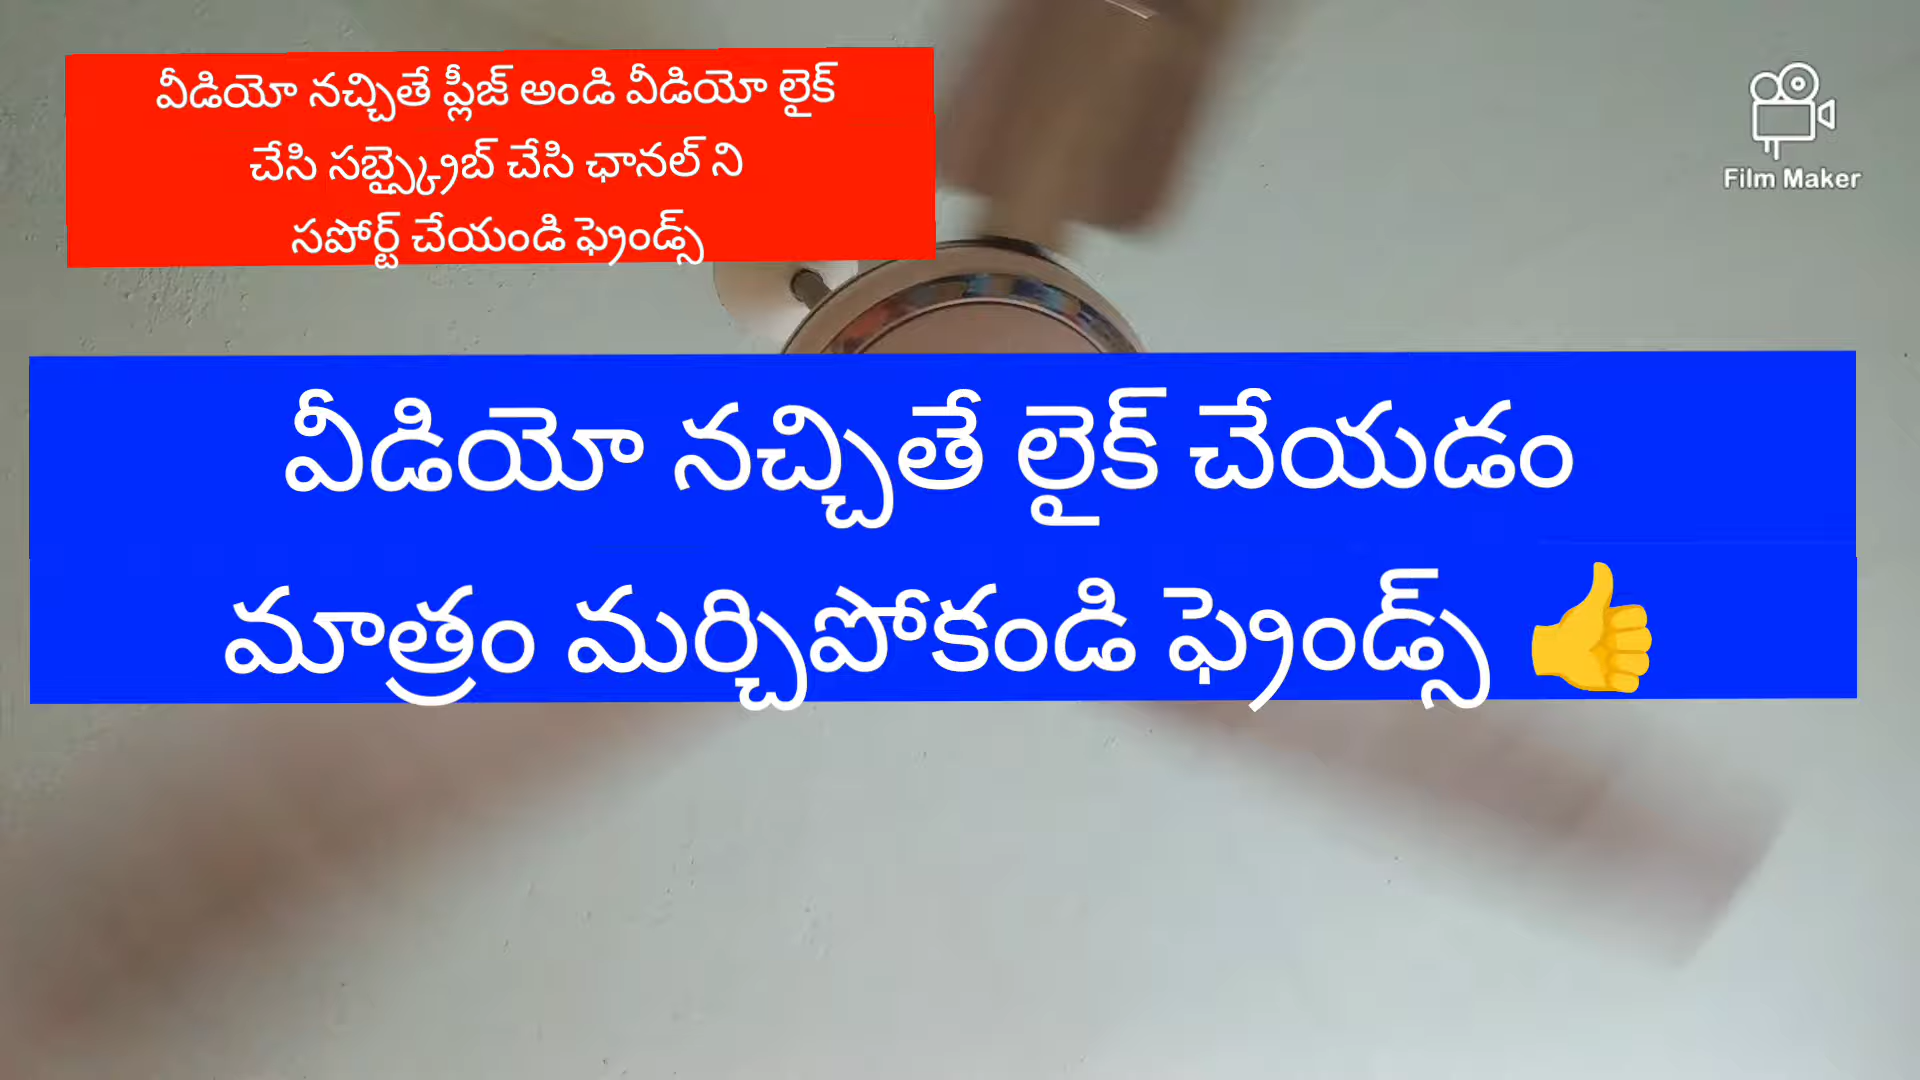 వీడియో నచ్చితే ప్లీజ్ అండి వీడియో లైక్
చేసి సబ్స్క్రైబ్ చేసి ఛానల్ ని
సపోర్ట్ చేయండి ఫ్రెండ్స్
Film Maker
వీడియో నచ్చితే లైక్ చేయడం
మాత్రం మర్చిపోకండి ఫ్రెండ్స్ 👍